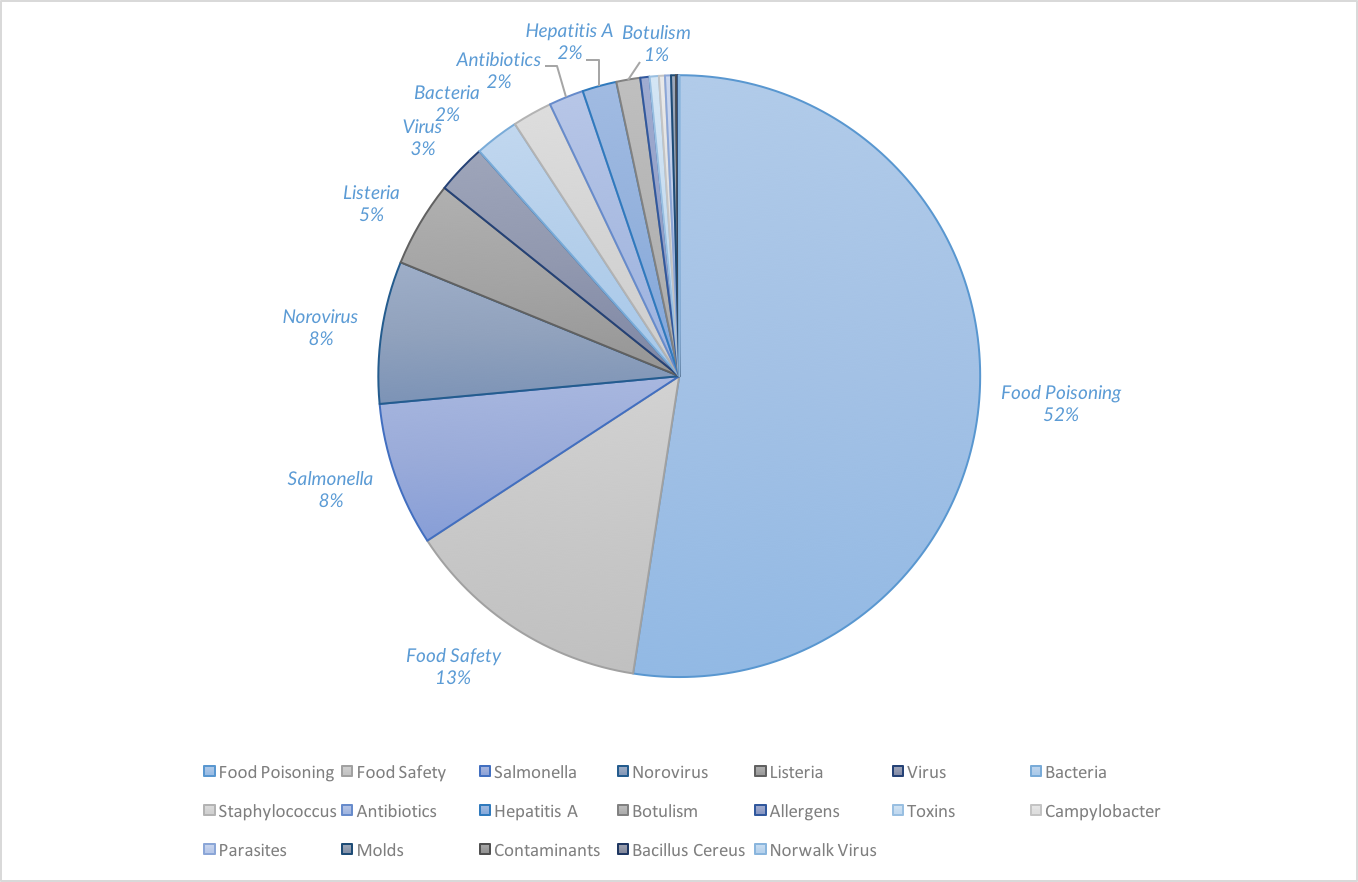 Hepatitis A
2%
Botulism
1%
Antibiotics
2%
Bacteria
2%
Virus
3%
Listeria
5%
Norovirus
8%
Food Poisoning
52%
Salmonella
8%
Food Safety
13%
Food Poisoning Food Safety Salmonella Norovirus Listeria Virus Bacteria
Staphylococcus Antibiotics Hepatitis A Botulism Allergens Toxins Campylobacter
Parasites Molds Contaminants Bacillus Cereus Norwalk Virus